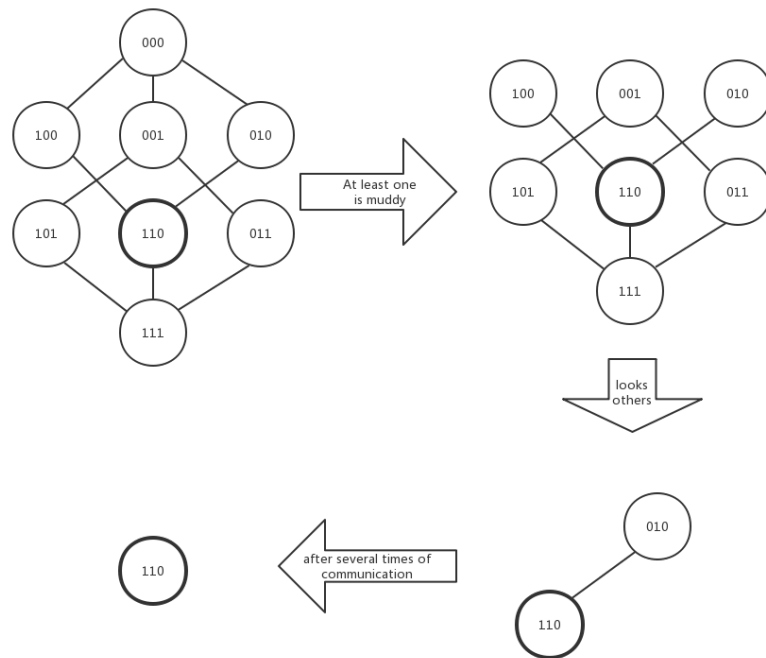 000
100 001 010
101 110 011
111
At least one
is muddy
100 001 010
101 110 011
111
looks
others
010
110
after several times of
communication
110